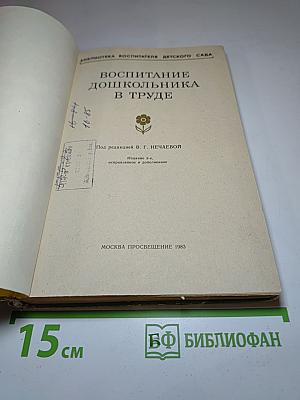 БИБЛИОТЕКА ВОСПИТАТЕЛЯ ДЕТСКОГО САДА
ВОСПИТАНИЕ
ДОШКОЛЬНИКА
В ТРУДЕ
Под редакцией В. Г. НЕЧАЕВОЙ
Издание 3-е,
исправленное и дополненное
МОСКВА ПРОСВЕЩЕНИЕ 1983
15 см
БФ БИБЛИОФАН